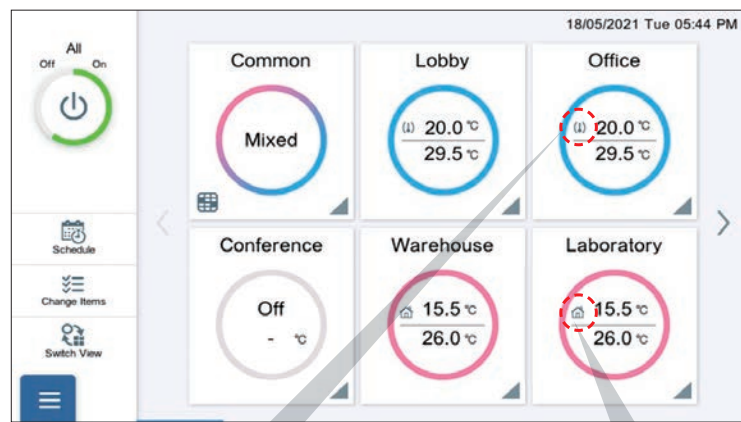 18/05/2021 Tue 05:44 PM
All
Off On
Schedule
Change Items
Switch View
Common
Mixed
Lobby
20.0 °C
29.5 °C
Office
20.0 °C
29.5 °C
Conference
Off
- °C
Warehouse
15.5 °C
26.0 °C
Laboratory
15.5 °C
26.0 °C